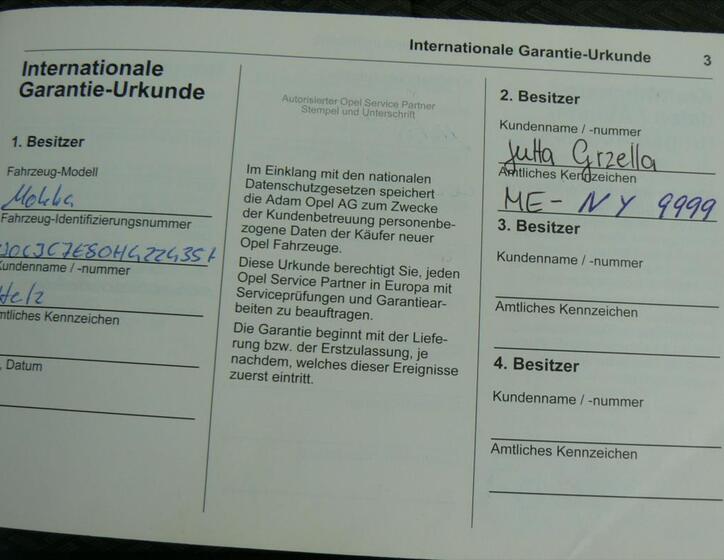 Internationale Garantie-Urkunde 3
Internationale
Garantie-Urkunde
1. Besitzer
Fahrzeug-Modell
Mokka
Fahrzeug-Identifizierungsnummer
Kundenname / -nummer
Helz
mtliches Kennzeichen
, Datum
Autorisierter Opel Service Partner
Stempel und Unterschrift
Im Einklang mit den nationalen
Datenschutzgesetzen speichert
die Adam Opel AG zum Zwecke
der Kundenbetreuung personenbe-
zogene Daten der Käufer neuer
Opel Fahrzeuge.
Diese Urkunde berechtigt Sie, jeden
Opel Service Partner in Europa mit
Serviceprüfungen und Garantiear-
beiten zu beauftragen.
Die Garantie beginnt mit der Liefe-
rung bzw. der Erstzulassung, je
nachdem, welches dieser Ereignisse
zuerst eintritt.
2. Besitzer
Kundenname / -nummer
Jutta Grzella
Amtliches Kennzeichen
ME- NY 9999
3. Besitzer
Kundenname / -nummer
Amtliches Kennzeichen
4. Besitzer
Kundenname / -nummer
Amtliches Kennzeichen